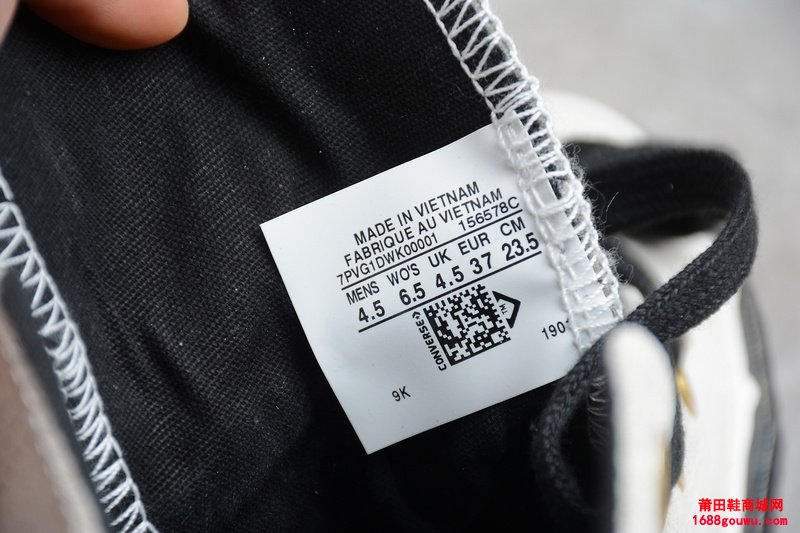 MADE IN VIETNAM
FABRIQUE AU VIETNAM
7PVG1DWK00001 156578C
MENS WO'S UK EUR CM
4.5 6.5 4.5 37 23.5
CONVERSE
M
1901
9K
莆田鞋商城网
1688gouwu.com